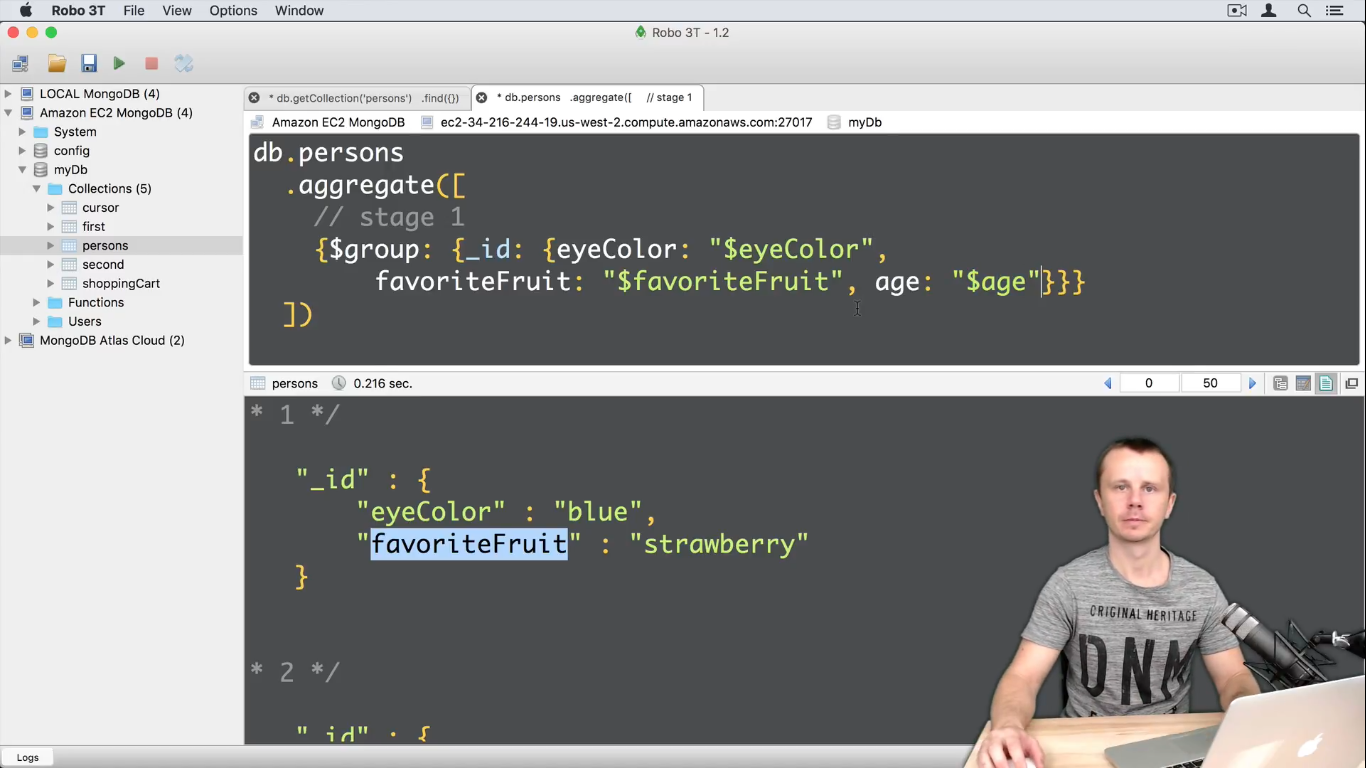 Robo 3T File View Options Window
Robo 3T - 1.2
LOCAL MongoDB (4)
Amazon EC2 MongoDB (4)
System
config
myDb
Collections (5)
cursor
first
persons
second
shoppingCart
Functions
Users
MongoDB Atlas Cloud (2)
* db.getCollection('persons') .find({})
* db.persons .aggregate([ // stage 1
Amazon EC2 MongoDB ec2-34-216-244-19.us-west-2.compute.amazonaws.com:27017 myDb
db.persons
.aggregate([
// stage 1
{$group: {_id: {eyeColor: "$eyeColor",
favoriteFruit: "$favoriteFruit", age: "$age"}}}
])
persons 0.216 sec. 0 50
* 1 */
"_id" : {
"eyeColor" : "blue",
"favoriteFruit" : "strawberry"
}
* 2 */
"_id" : {
ORIGINAL HERITAGE
DNM
Logs